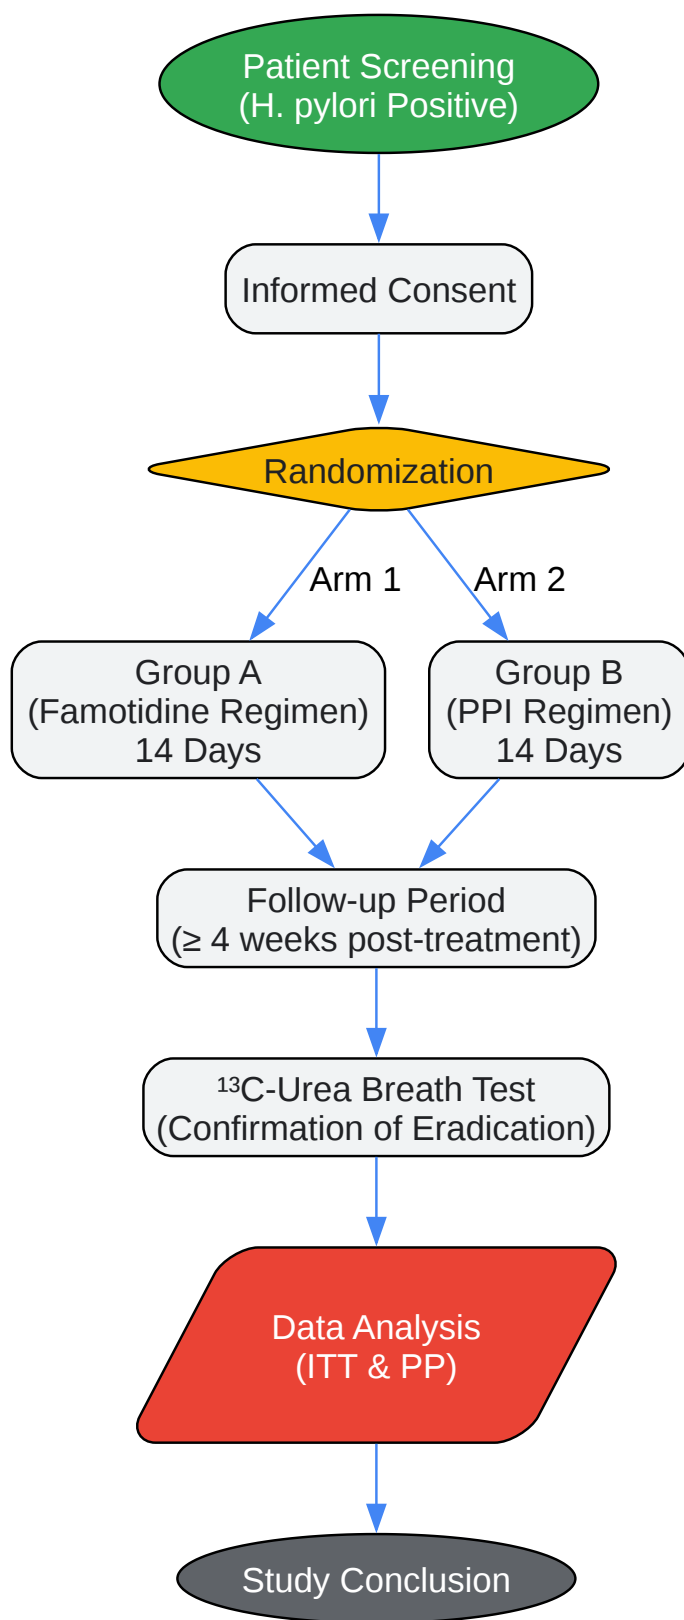 Patient Screening
(H. pylori Positive)
Informed Consent
Randomization
Arm 1
Arm 2
Group A
(Famotidine Regimen)
14 Days
Group B
(PPI Regimen)
14 Days
Follow-up Period
(≥ 4 weeks post-treatment)
¹³C-Urea Breath Test
(Confirmation of Eradication)
Data Analysis
(ITT & PP)
Study Conclusion